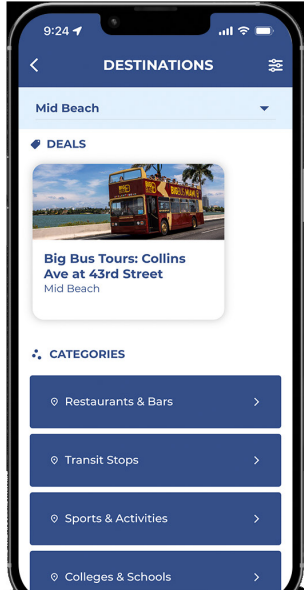 9:24
DESTINATIONS
Mid Beach
DEALS
Big Bus Tours: Collins
Ave at 43rd Street
Mid Beach
CATEGORIES
Restaurants & Bars
Transit Stops
Sports & Activities
Colleges & Schools